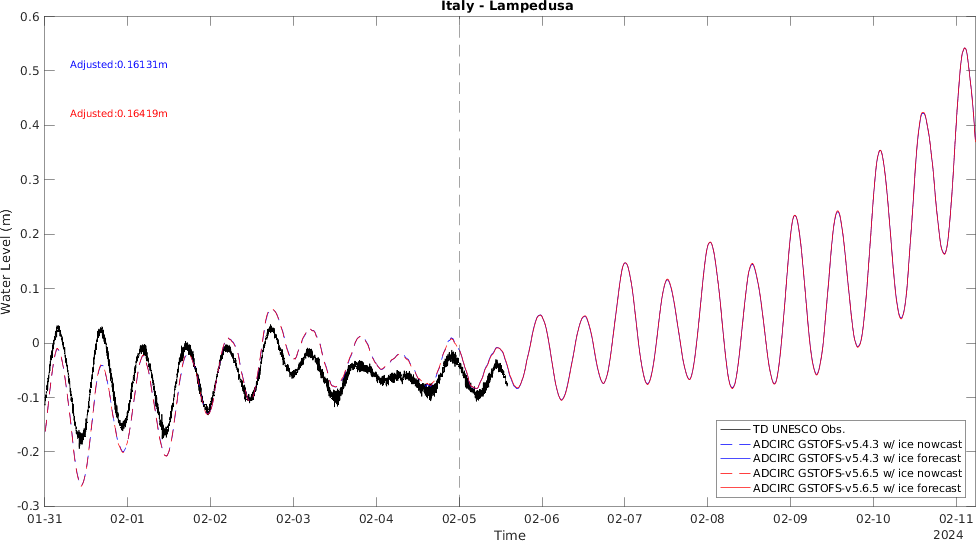 Italy - Lampedusa
0.6
0.5
0.4
0.3
0.2
0.1
0
-0.1
-0.2
-0.3
Water Level (m)
Adjusted:0.16131m
Adjusted:0.16419m
TD UNESCO Obs.
ADCIRC GSTOFS-v5.4.3 w/ ice nowcast
ADCIRC GSTOFS-v5.4.3 w/ ice forecast
ADCIRC GSTOFS-v5.6.5 w/ ice nowcast
ADCIRC GSTOFS-v5.6.5 w/ ice forecast
01-31 02-01 02-02 02-03 02-04 02-05 02-06 02-07 02-08 02-09 02-10 02-11
Time
2024